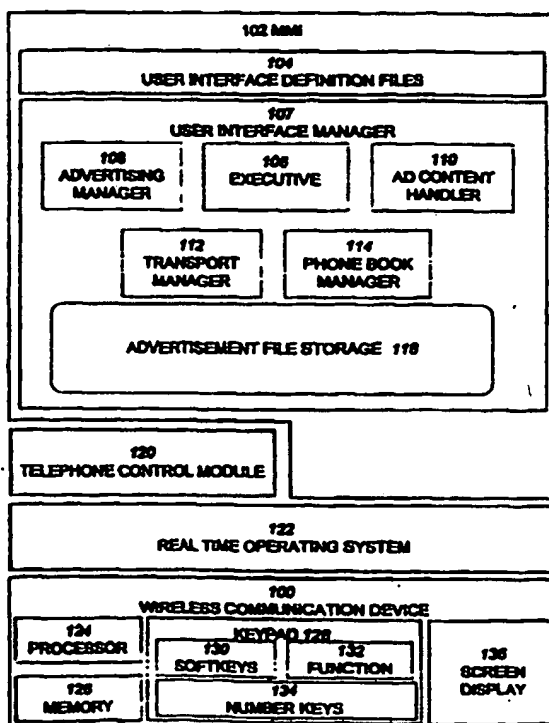 102 MMI
104
USER INTERFACE DEFINITION FILES
107
USER INTERFACE MANAGER
108
ADVERTISING
MANAGER
106
EXECUTIVE
110
AD CONTENT
HANDLER
112
TRANSPORT
MANAGER
114
PHONE BOOK
MANAGER
ADVERTISEMENT FILE STORAGE 118
120
TELEPHONE CONTROL MODULE
122
REAL TIME OPERATING SYSTEM
100
WIRELESS COMMUNICATION DEVICE
124
PROCESSOR
126
MEMORY
KEYPAD 128
130
SOFTKEYS
132
FUNCTION
134
NUMBER KEYS
136
SCREEN
DISPLAY